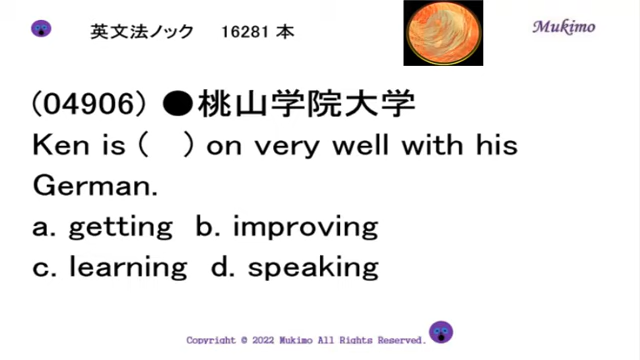 英文法ノック 16281 本
Mukimo
(04906) ●桃山学院大学
Ken is ( ) on very well with his
German.
a. getting b. improving
c. learning d. speaking
Copyright © 2022 Mukimo All Rights Reserved.